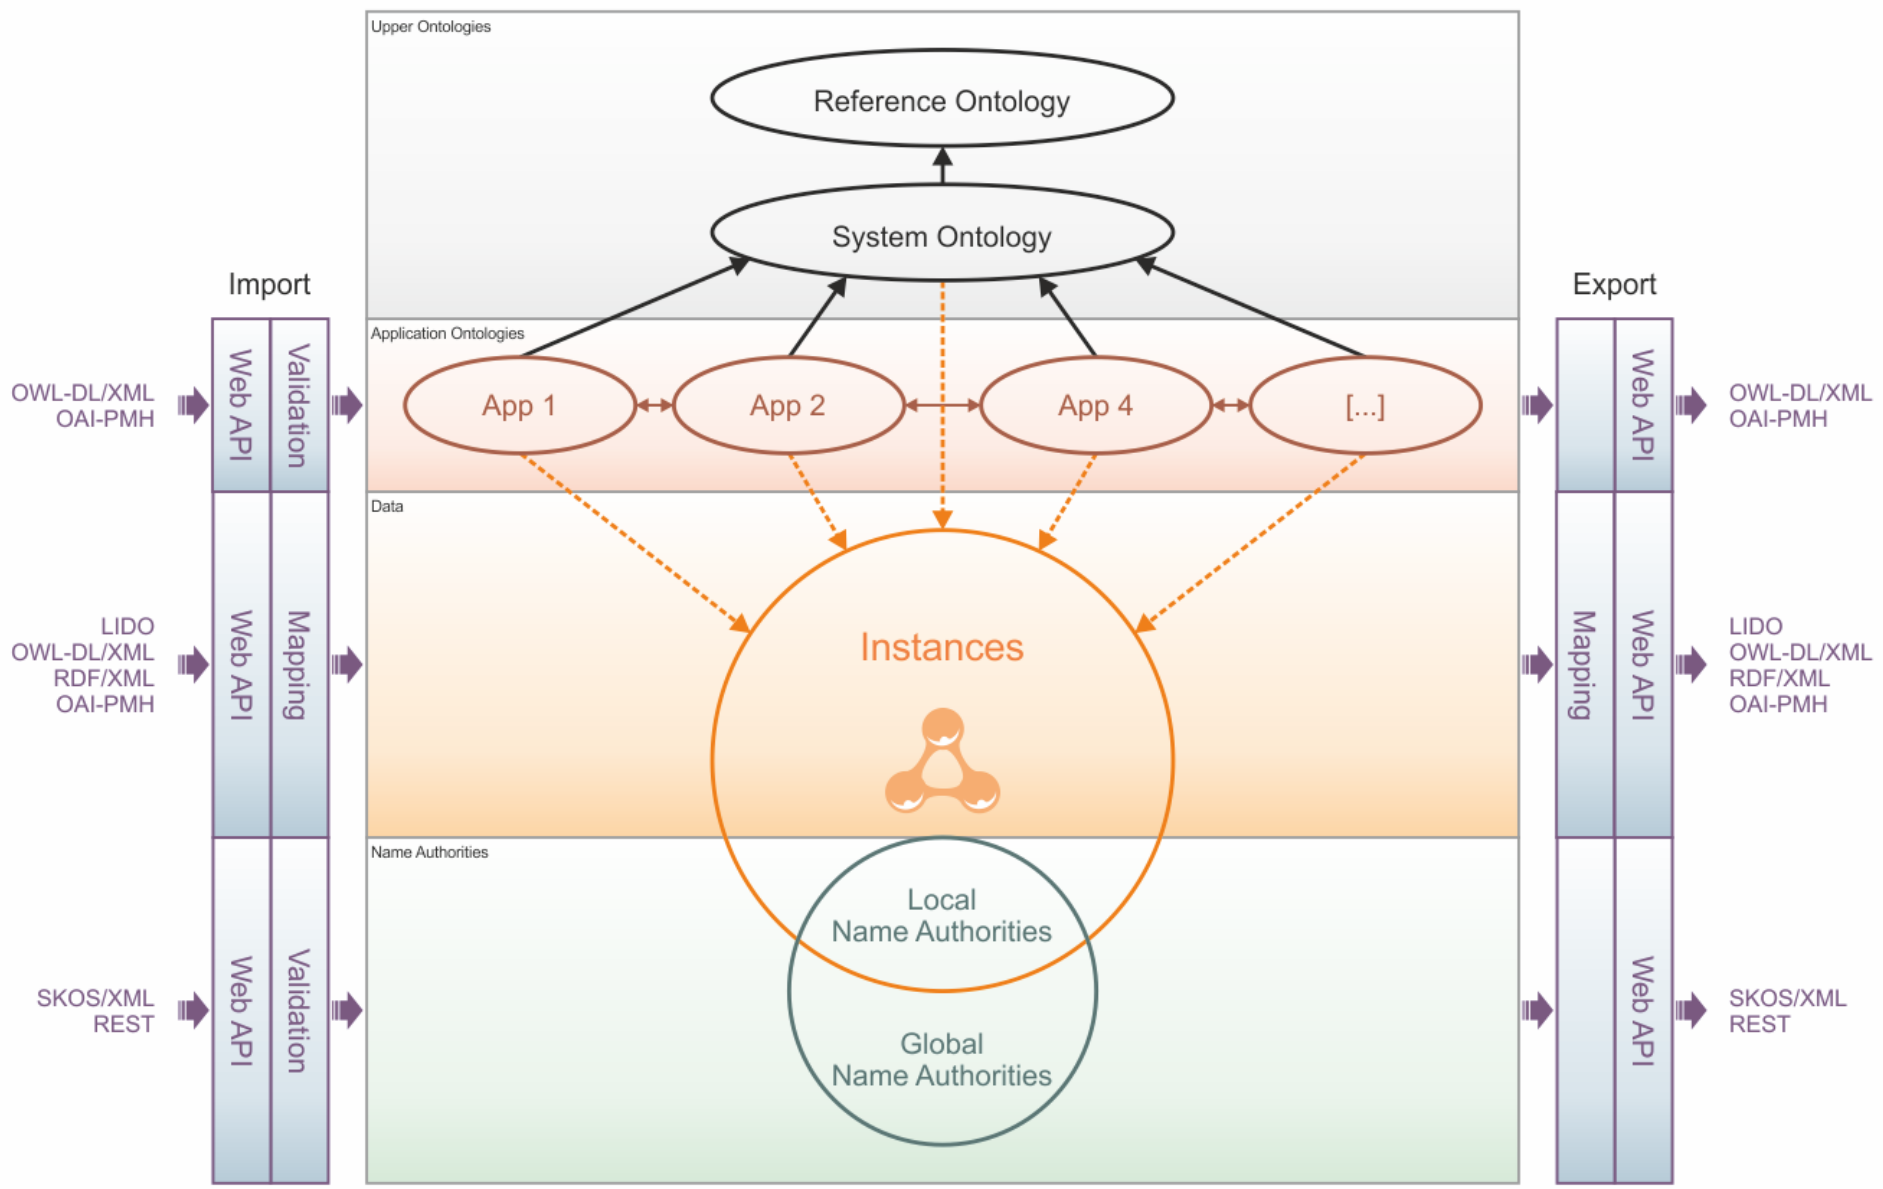 Upper Ontologies
Reference Ontology
System Ontology
Import
Export
Application Ontologies
OWL-DL/XML
OAI-PMH
Web API
Validation
App 1
App 2
App 4
[...]
Web API
OWL-DL/XML
OAI-PMH
Data
LIDO
OWL-DL/XML
RDF/XML
OAI-PMH
Web API
Mapping
Instances
Mapping
Web API
LIDO
OWL-DL/XML
RDF/XML
OAI-PMH
Name Authorities
SKOS/XML
REST
Web API
Validation
Local
Name Authorities
Global
Name Authorities
Web API
SKOS/XML
REST